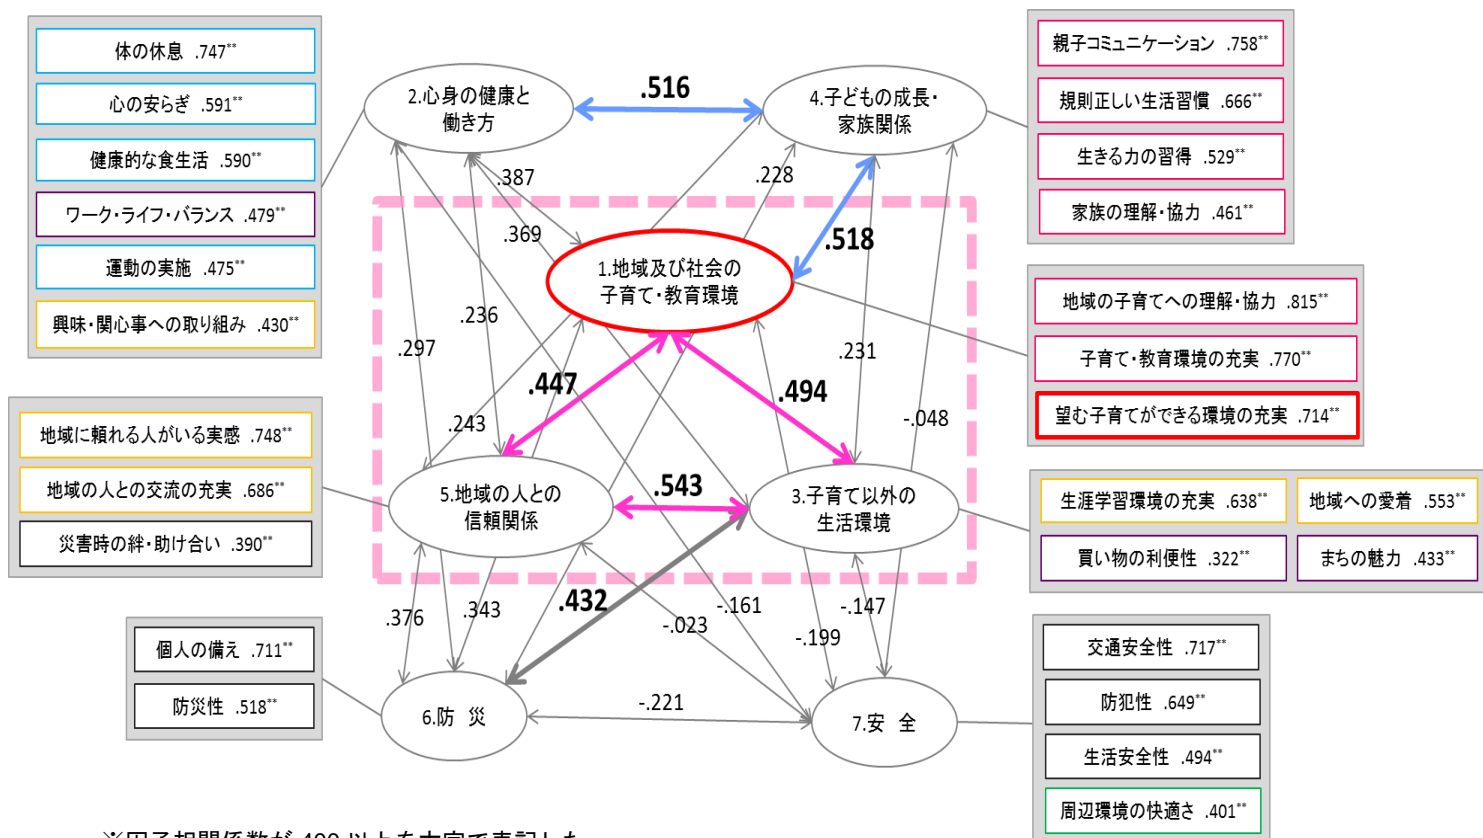 体の休息 .747**
心の安らぎ .591**
健康的な食生活 .590**
ワーク・ライフ・バランス .479**
運動の実施 .475**
興味・関心事への取り組み .430**
2.心身の健康と
働き方
.516
4.子どもの成長・
家族関係
親子コミュニケーション .758**
規則正しい生活習慣 .666**
生きる力の習得 .529**
家族の理解・協力 .461**
.387
.228
.369
.518
1.地域及び社会の
子育て・教育環境
地域の子育てへの理解・協力 .815**
子育て・教育環境の充実 .770**
望む子育てができる環境の充実 .714**
.236
.297
.231
.447
.494
.243
-.048
地域に頼れる人がいる実感 .748**
地域の人との交流の充実 .686**
災害時の絆・助け合い .390**
5.地域の人との
信頼関係
.543
3.子育て以外の
生活環境
生涯学習環境の充実 .638**
地域への愛着 .553**
買い物の利便性 .322**
まちの魅力 .433**
.376
.343
.432
-.023
-.161
-.147
-.199
個人の備え .711**
防災性 .518**
6.防 災
-.221
7.安 全
交通安全性 .717**
防犯性 .649**
生活安全性 .494**
周辺環境の快適さ .401**